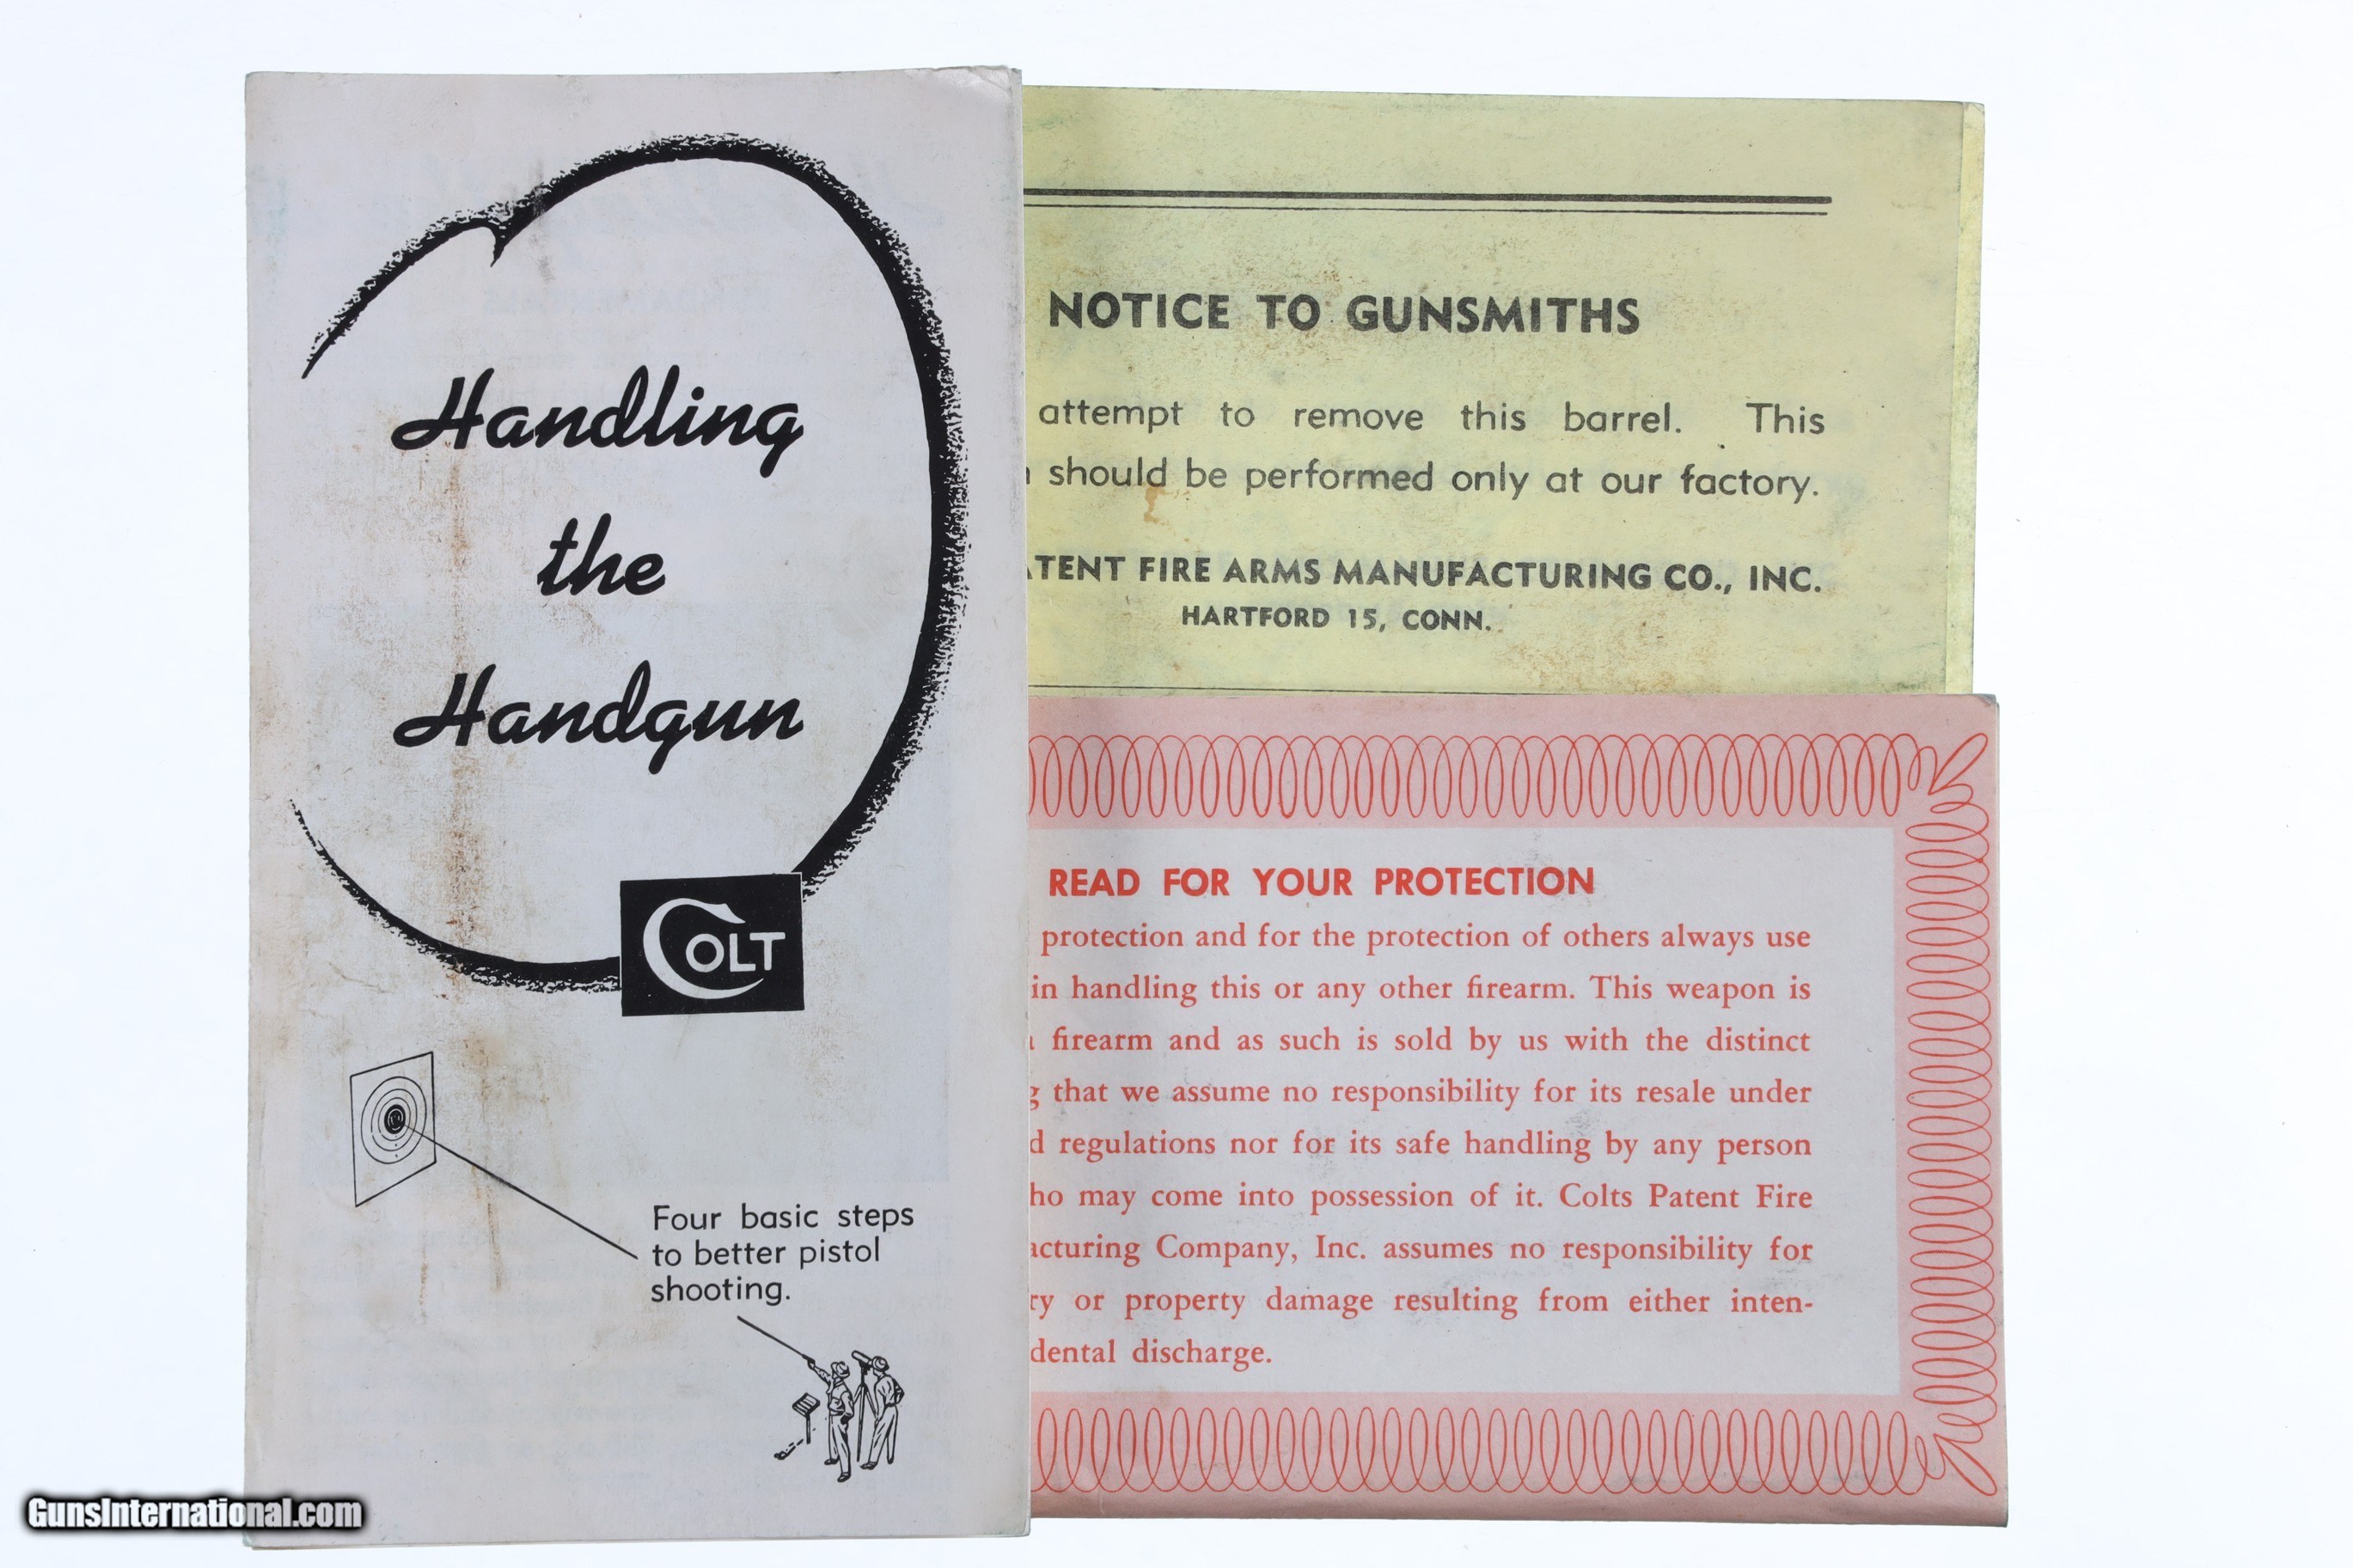 Handling
the
Handgun
COLT
Four basic steps
to better pistol
shooting.
NOTICE TO GUNSMITHS
attempt to remove this barrel. This
should be performed only at our factory.
TENT FIRE ARMS MANUFACTURING CO., INC.
HARTFORD 15, CONN.
READ FOR YOUR PROTECTION
protection and for the protection of others always use
in handling this or any other firearm. This weapon is
firearm and as such is sold by us with the distinct
that we assume no responsibility for its resale under
regulations nor for its safe handling by any person
ho may come into possession of it. Colts Patent Fire
acturing Company, Inc. assumes no responsibility for
ry or property damage resulting from either inten-
dental discharge.
GunsInternational.com